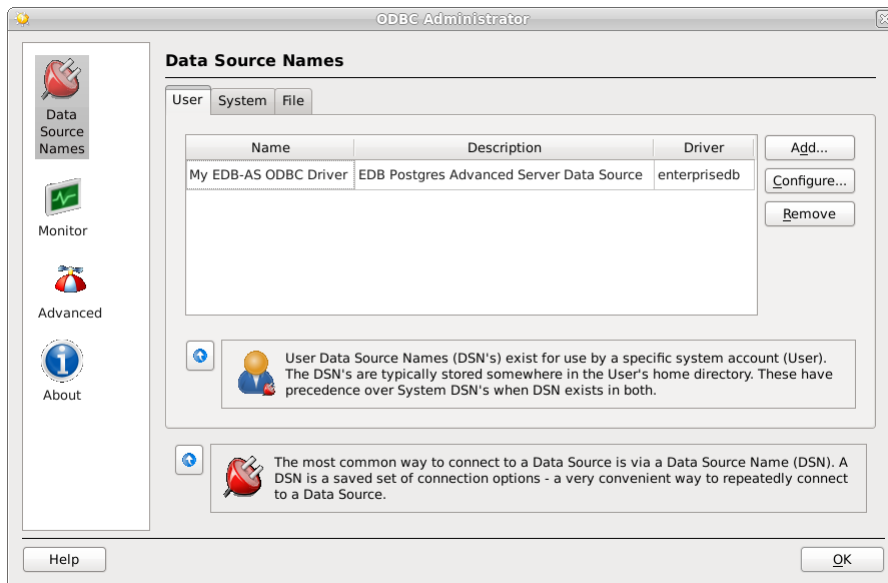 ODBC Administrator
Data
Source
Names
Monitor
Advanced
About
Data Source Names
User System File
Name Description Driver
My EDB-AS ODBC Driver EDB Postgres Advanced Server Data Source enterprisedb
Add...
Configure...
Remove
User Data Source Names (DSN's) exist for use by a specific system account (User).
The DSN's are typically stored somewhere in the User's home directory. These have
precedence over System DSN's when DSN exists in both.
The most common way to connect to a Data Source is via a Data Source Name (DSN). A
DSN is a saved set of connection options - a very convenient way to repeatedly connect
to a Data Source.
Help
OK